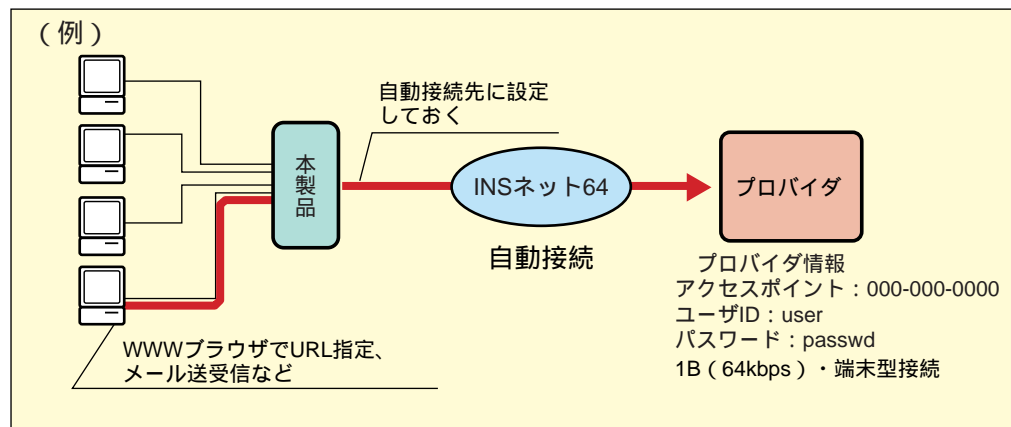 （例）
自動接続先に設定
しておく
本製品
INSネット64
プロバイダ
自動接続
プロバイダ情報
アクセスポイント：000-000-0000
ユーザID：user
パスワード：passwd
1B（64kbps）・端末型接続
WWWブラウザでURL指定、
メール送受信など